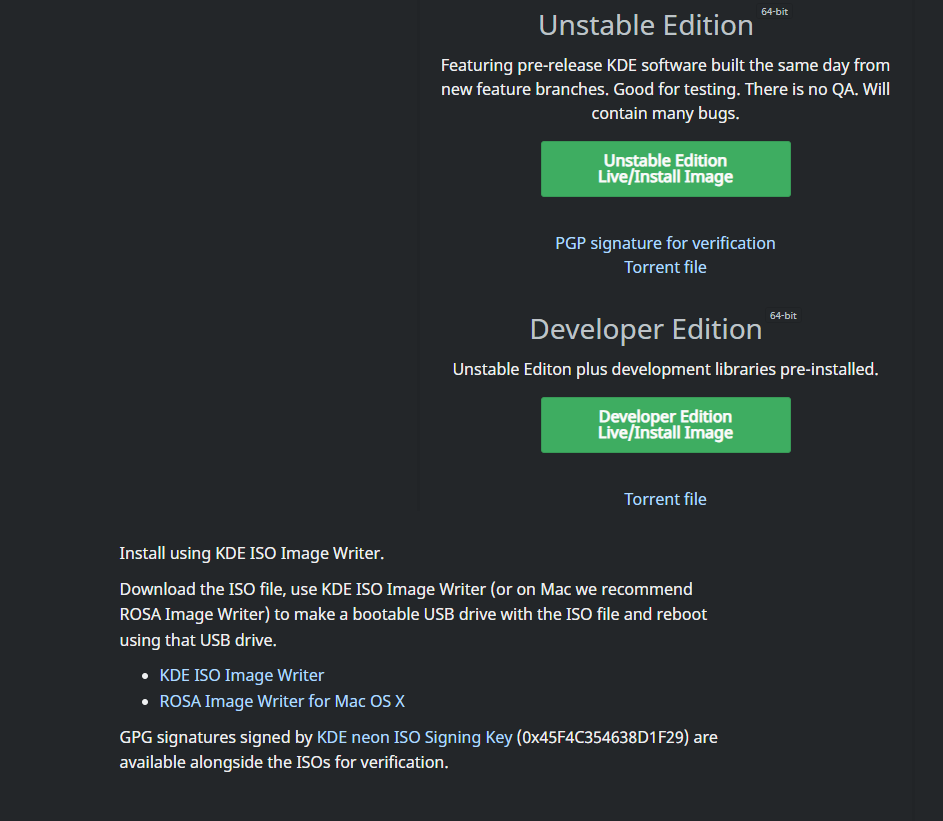 Unstable Edition 64-bit
Featuring pre-release KDE software built the same day from
new feature branches. Good for testing. There is no QA. Will
contain many bugs.
Unstable Edition
Live/Install Image
PGP signature for verification
Torrent file
Developer Edition 64-bit
Unstable Editon plus development libraries pre-installed.
Developer Edition
Live/Install Image
Torrent file
Install using KDE ISO Image Writer.
Download the ISO file, use KDE ISO Image Writer (or on Mac we recommend
ROSA Image Writer) to make a bootable USB drive with the ISO file and reboot
using that USB drive.
• KDE ISO Image Writer
• ROSA Image Writer for Mac OS X
GPG signatures signed by KDE neon ISO Signing Key (0x45F4C354638D1F29) are
available alongside the ISOs for verification.